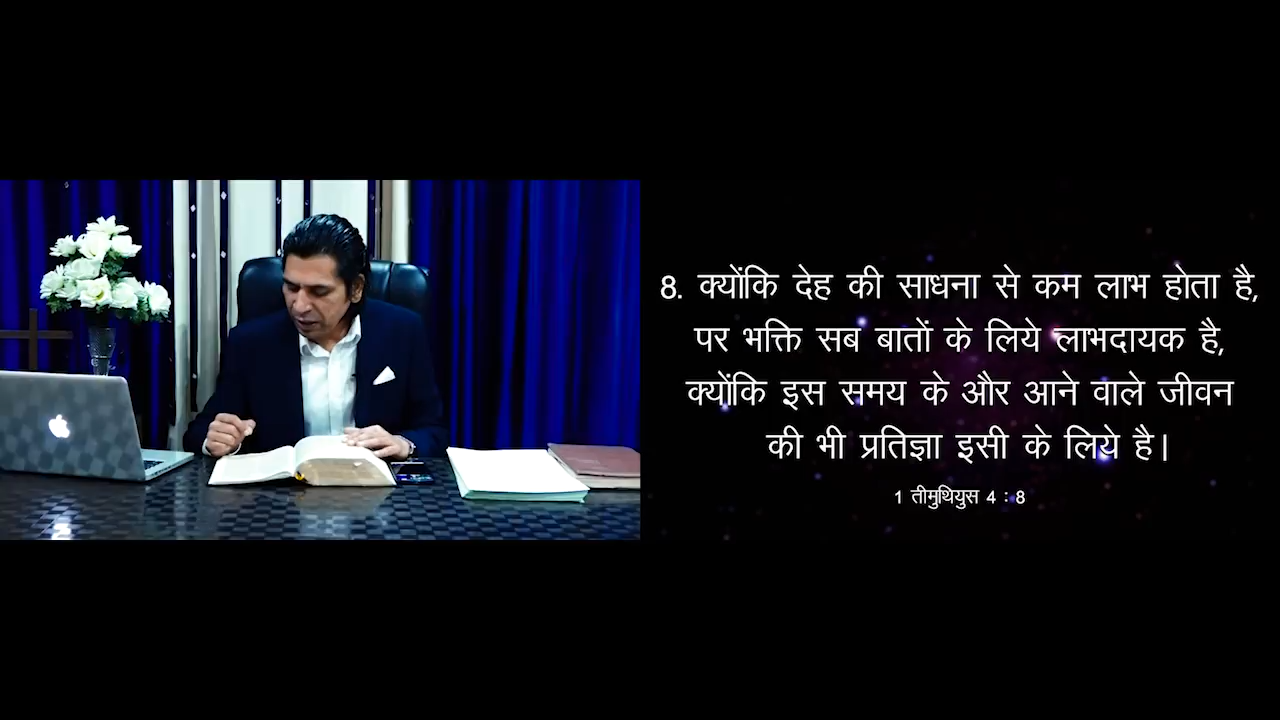 8. क्योंकि देह की साधना से कम लाभ होता है,
पर भक्ति सब बातों के लिये लाभदायक है,
क्योंकि इस समय के और आने वाले जीवन
की भी प्रतिज्ञा इसी के लिये है।
1 तीमुथियुस 4 : 8